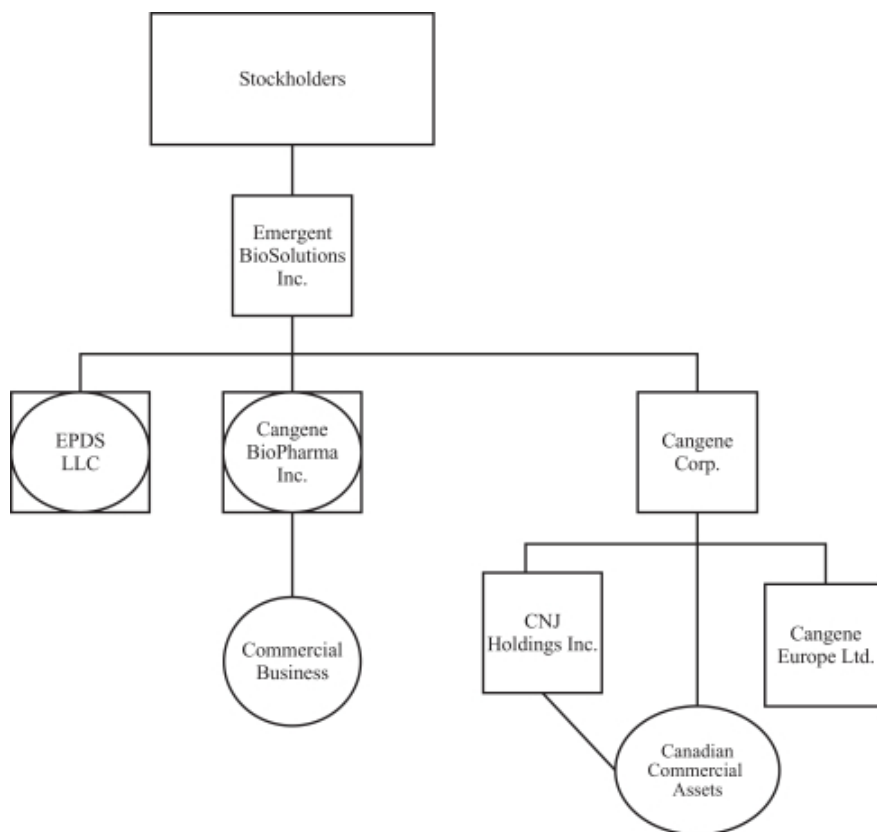 Stockholders
Emergent
BioSolutions
Inc.
EPDS
LLC
Cangene
BioPharma
Inc.
Cangene
Corp.
Commercial
Business
CNJ
Holdings Inc.
Cangene
Europe Ltd.
Canadian
Commercial
Assets